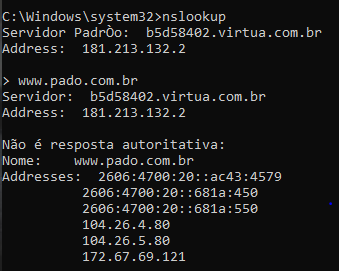 C:\Windows\system32>nslookup
Servidor PadrÒo:  b5d58402.virtua.com.br
Address:  181.213.132.2
> www.pado.com.br
Servidor:  b5d58402.virtua.com.br
Address:  181.213.132.2
Não é resposta autoritativa:
Nome:    www.pado.com.br
Addresses:  2606:4700:20::ac43:4579
2606:4700:20::681a:450
2606:4700:20::681a:550
104.26.4.80
104.26.5.80
172.67.69.121